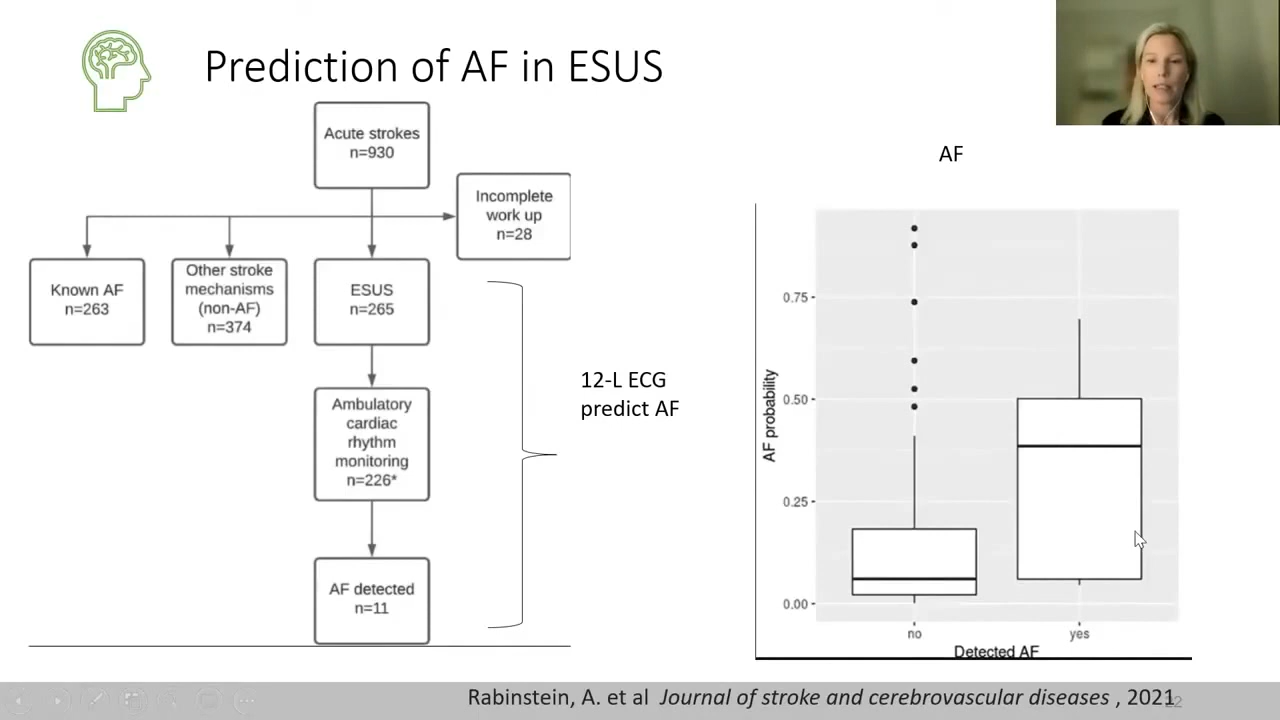 Prediction of AF in ESUS
Acute strokes
n=930
Incomplete
work up
n=28
Known AF
n=263
Other stroke
mechanisms
(non-AF)
n=374
ESUS
n=265
Ambulatory
cardiac
rhythm
monitoring
n=226*
AF detected
n=11
12-L ECG
predict AF
AF
AF probability
0.75
0.50
0.25
0.00
no
yes
Detected AF
Rabinstein, A. et al Journal of stroke and cerebrovascular diseases , 2021
22